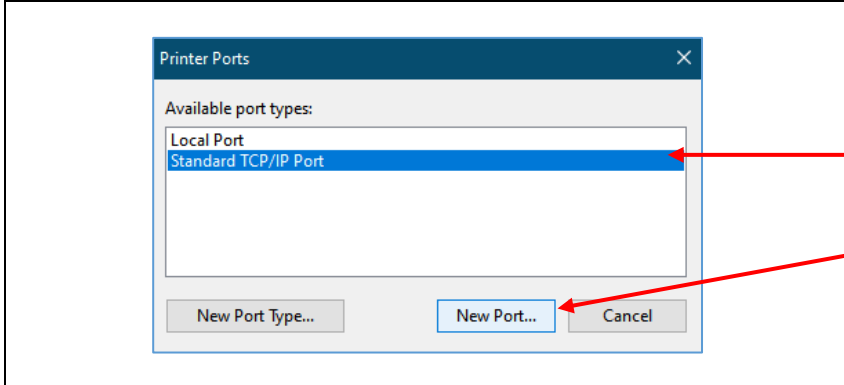 Printer Ports
Available port types:
Local Port
Standard TCP/IP Port
New Port Type... New Port... Cancel